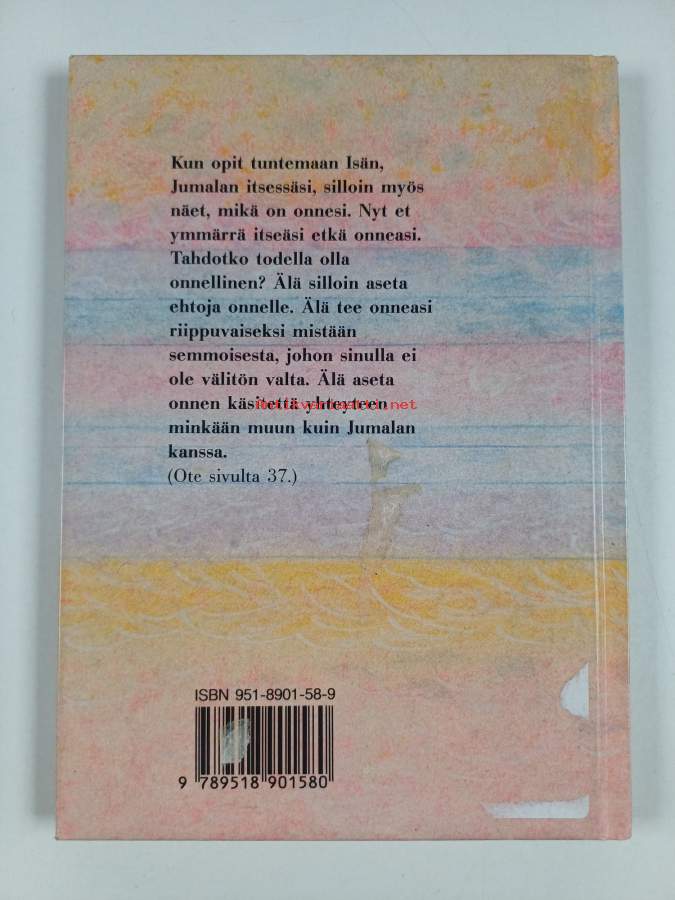 Kun opit tuntemaan Isän,
Jumalan itsessäsi, silloin myös
näet, mikä on onnesi. Nyt et
ymmärrä itseäsi etkä onneasi.
Tahdotko todella olla
onnellinen? Älä silloin aseta
ehtoja onnelle. Älä tee onneasi
riippuvaiseksi mistään
semmoisesta, johon sinulla ei
ole välitön valta. Älä aseta
onnen käsitettä yhteyteen
minkään muun kuin Jumalan
kanssa.
(Ote sivulta 37.)
ISBN 951-8901-58-9
9 789518 901580